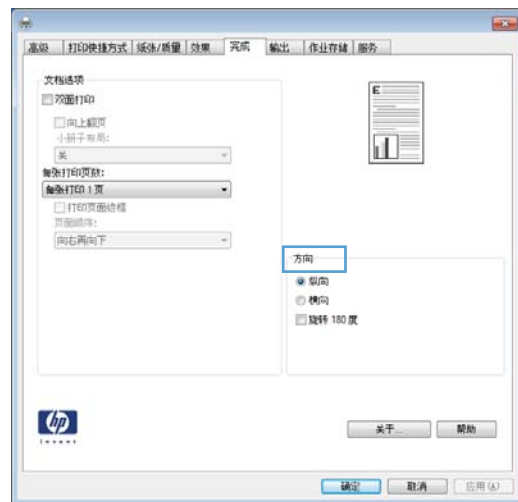 高级 打印快捷方式 纸张/质量 效果 完成 输出 作业存储 服务
文档选项
双面打印
向上翻页
小册子布局:
关
每张打印页数:
每张打印 1 页
打印页面边框
页面顺序:
向右再向下
E
方向
纵向
横向
旋转 180 度
hp
invent
关于... 帮助
确定 取消 应用 (A)